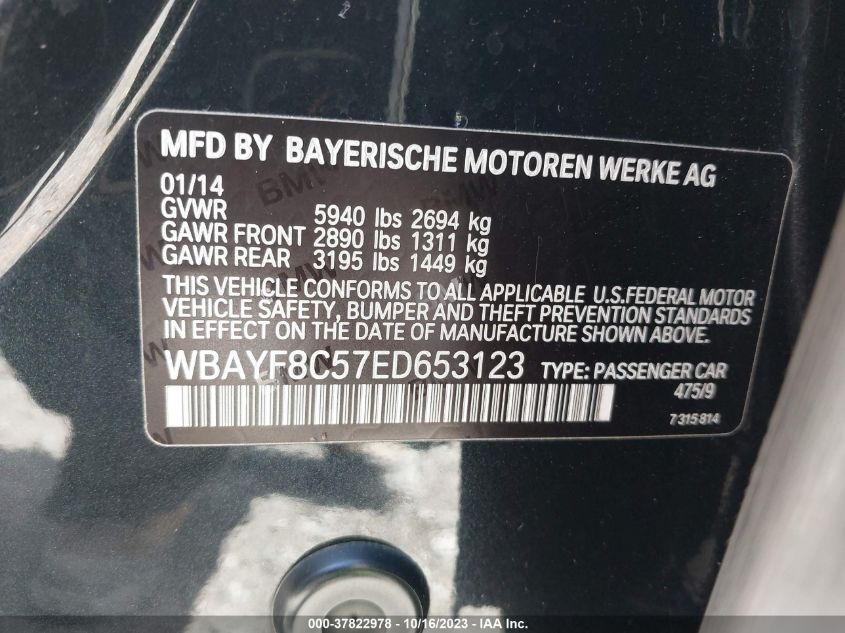 MFD BY BAYERISCHE MOTOREN WERKE AG
01/14
GVWR 5940 lbs 2694 kg
GAWR FRONT 2890 lbs 1311 kg
GAWR REAR 3195 lbs 1449 kg
THIS VEHICLE CONFORMS TO ALL APPLICABLE U.S.FEDERAL MOTOR
VEHICLE SAFETY, BUMPER AND THEFT PREVENTION STANDARDS
IN EFFECT ON THE DATE OF MANUFACTURE SHOWN ABOVE.
WBAYF8C57ED653123 TYPE: PASSENGER CAR
475/9
7315814
000-37822978 - 10/16/2023 - IAA Inc.